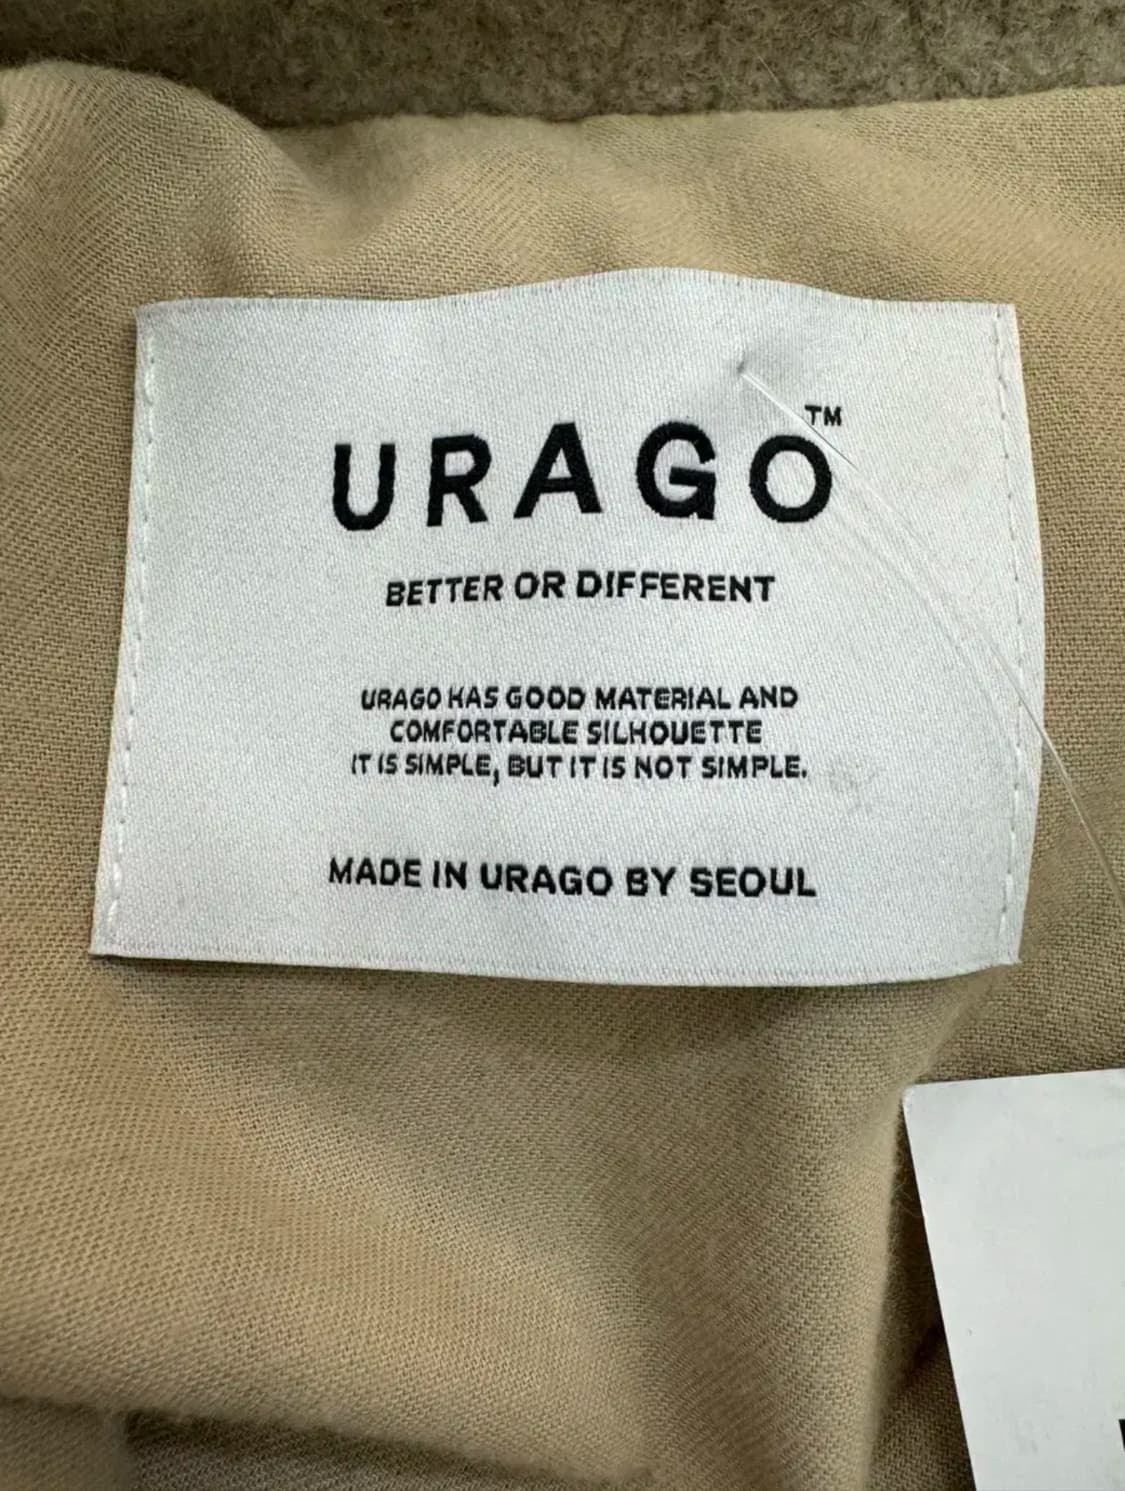 URAGO™
BETTER OR DIFFERENT
URAGO HAS GOOD MATERIAL AND
COMFORTABLE SILHOUETTE
IT IS SIMPLE, BUT IT IS NOT SIMPLE.
MADE IN URAGO BY SEOUL